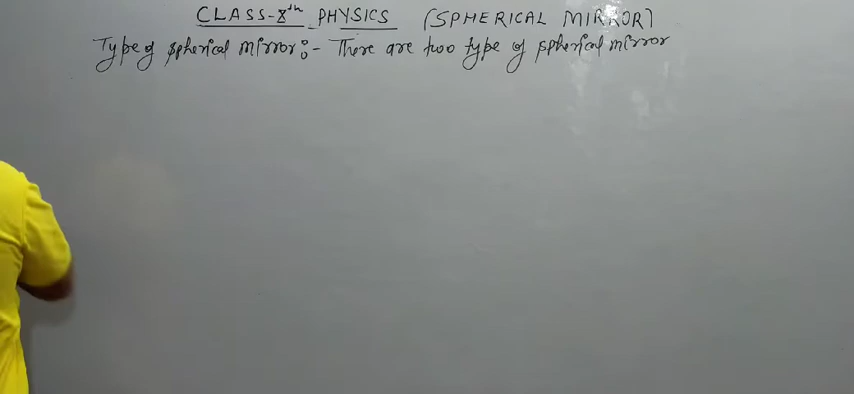 CLASS-8th PHYSICS (SPHERICAL MIRROR)
Type of spherical mirror:- There are two type of spherical mirror